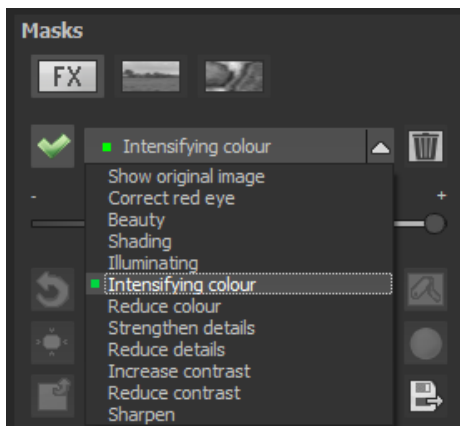 Masks
FX
Intensifying colour
Show original image
- Correct red eye +
Beauty
Shading
Illuminating
Intensifying colour
Reduce colour
Strengthen details
Reduce details
Increase contrast
Reduce contrast
Sharpen